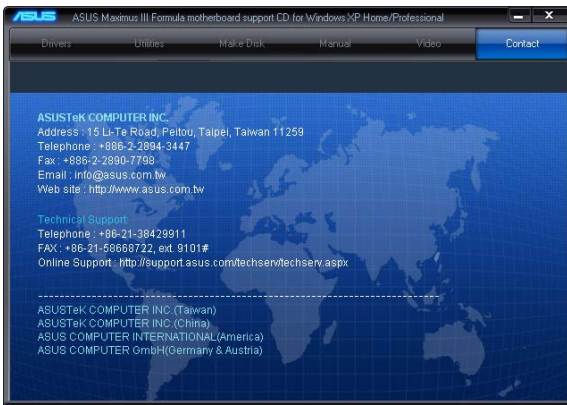 ASUS ASUS Maximus III Formula motherboard support CD for Windows XP Home/Professional
Drivers Utilities Make Disk Manual Video Contact
ASUSTeK COMPUTER INC.
Address : 15 Li-Te Road, Peitou, Taipei, Taiwan 11259
Telephone : +886-2-2894-3447
Fax : +886-2-2890-7798
Email : info@asus.com.tw
Web site : http://www.asus.com.tw
Technical Support
Telephone : +86-21-38429911
FAX : +86-21-58668722, ext. 9101#
Online Support : http://support.asus.com/techserv/techserv.aspx
ASUSTeK COMPUTER INC.(Taiwan)
ASUSTeK COMPUTER INC.(China)
ASUS COMPUTER INTERNATIONAL(America)
ASUS COMPUTER GmbH(Germany & Austria)